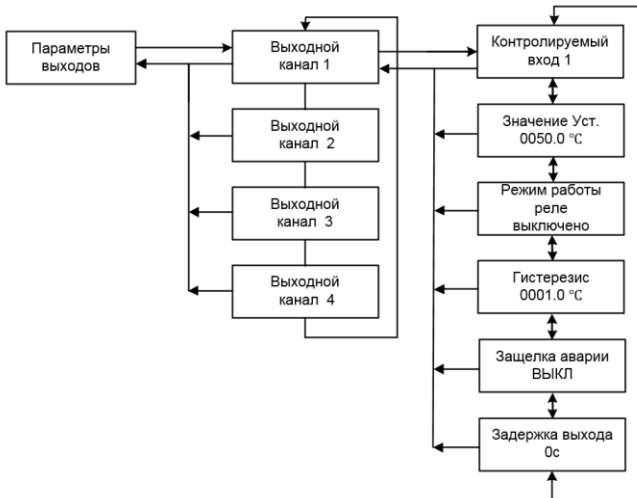 Параметры
выходов
Выходной
канал 1
Выходной
канал 2
Выходной
канал 3
Выходной
канал 4
Контролируемый
вход 1
Значение Уст.
0050.0 ℃
Режим работы
реле
выключено
Гистерезис
0001.0 ℃
Защелка аварии
ВЫКЛ
Задержка выхода
0с